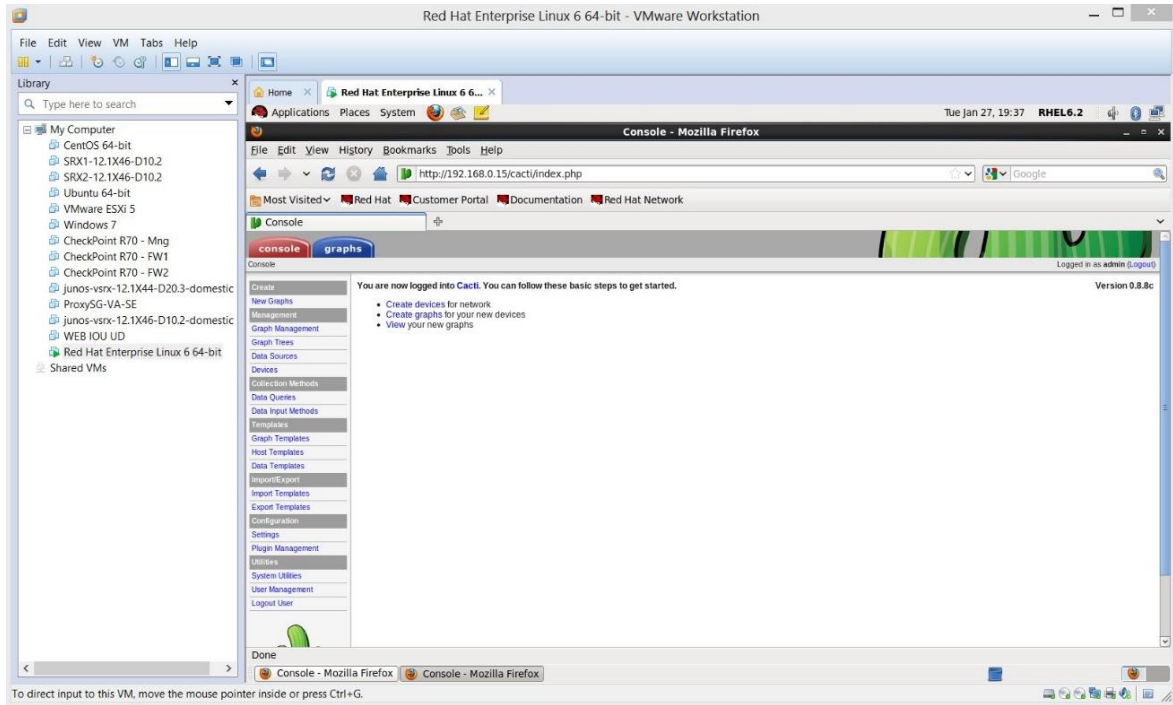 Red Hat Enterprise Linux 6 64-bit - VMware Workstation
File Edit View VM Tabs Help
Library
Type here to search
My Computer
CentOS 64-bit
SRX1-12.1X46-D10.2
SRX2-12.1X46-D10.2
Ubuntu 64-bit
VMware ESXi 5
Windows 7
CheckPoint R70 - Mng
CheckPoint R70 - FW1
CheckPoint R70 - FW2
junos-vsrx-12.1X44-D20.3-domestic
ProxySG-VA-SE
junos-vsrx-12.1X46-D10.2-domestic
WEB IOU UD
Red Hat Enterprise Linux 6 64-bit
Shared VMs
Home
Red Hat Enterprise Linux 6 6...
Applications Places System
Tue Jan 27, 19:37 RHEL6.2
Console - Mozilla Firefox
File Edit View History Bookmarks Tools Help
http://192.168.0.15/cacti/index.php
Google
Most Visited Red Hat Customer Portal Documentation Red Hat Network
Console
console graphs
Console
Logged in as admin (Logout)
Create
New Graphs
Management
Graph Management
Graph Trees
Data Sources
Devices
Collection Methods
Data Queries
Data Input Methods
Templates
Graph Templates
Host Templates
Data Templates
Import/Export
Import Templates
Export Templates
Configuration
Settings
Plugin Management
Utilities
System Utilities
User Management
Logout User
You are now logged into Cacti. You can follow these basic steps to get started.
Version 0.8.8c
Create devices for network
Create graphs for your new devices
View your new graphs
Done
Console - Mozilla Firefox
Console - Mozilla Firefox
To direct input to this VM, move the mouse pointer inside or press Ctrl+G.